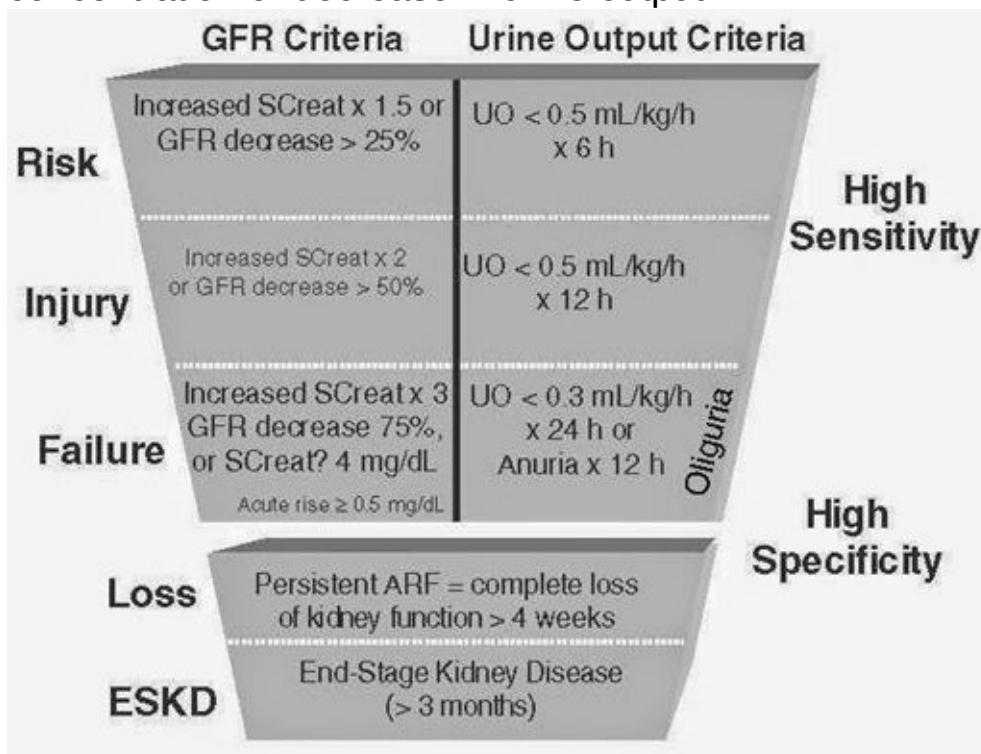 GFR Criteria
Urine Output Criteria
Risk
Increased SCreat x 1.5 or
GFR decrease > 25%
UO < 0.5 mL/kg/h
x 6 h
High
Sensitivity
Injury
Increased SCreat x 2
or GFR decrease > 50%
UO < 0.5 mL/kg/h
x 12 h
Failure
Increased SCreat x 3
GFR decrease 75%,
or SCreat? 4 mg/dL
Acute rise ≥ 0.5 mg/dL
UO < 0.3 mL/kg/h
x 24 h or
Anuria x 12 h
Oliguria
High
Specificity
Loss
Persistent ARF = complete loss
of kidney function > 4 weeks
ESKD
End-Stage Kidney Disease
(> 3 months)